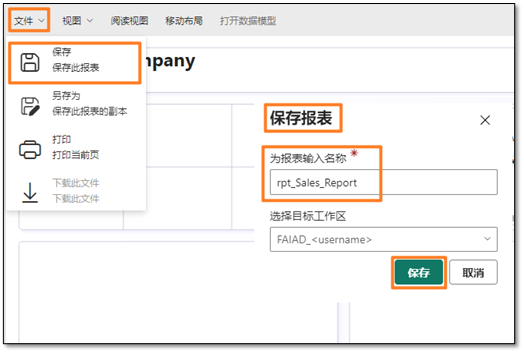 文件 视图 阅读视图 移动布局 打开数据模型
保存
保存此报表
mpany
另存为
保存此报表的副本
打印
打印当前页
下载此文件
下载此文件
保存报表
为报表输入名称 *
rpt_Sales_Report
选择目标工作区
FAIAD_<username>
保存 取消